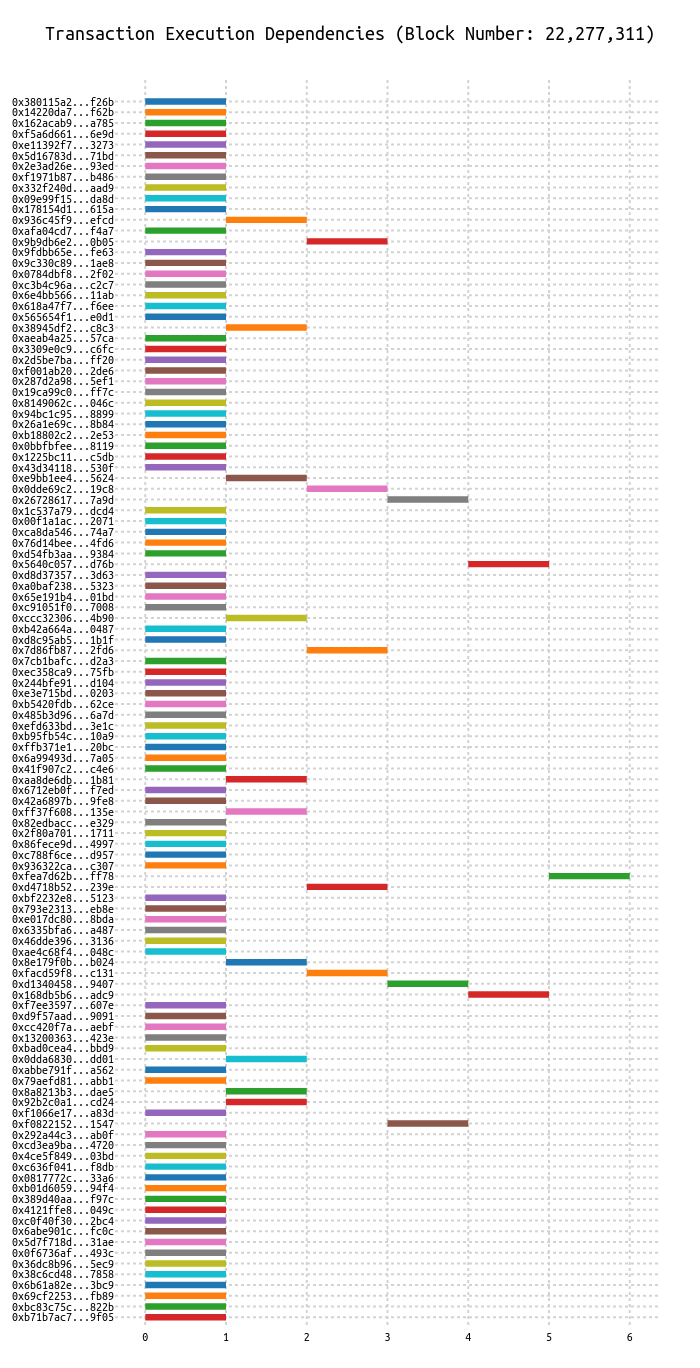 Transaction Execution Dependencies (Block Number: 22,277,311)
0x380115a2...f26b
0x14220da7...f62b
0x162acab9...a785
0xf5a6d661...6e9d
0xe11392f7...3273
0x5d16783d...71bd
0x2e3ad26e...93ed
0xf1971b87...b486
0x332f240d...aad9
0x09e99f15...da8d
0x178154d1...615a
0x936c45f9...efcd
0xafa04cd7...f4a7
0x9b9db6e2...0b05
0x9fdbb65e...fe63
0x9c330c89...1ae8
0x0784dbf8...2f02
0xc3b4c96a...c2c7
0x6e4bb566...11ab
0x618a47f7...f6ee
0x565654f1...e0d1
0x38945df2...c8c3
0xaeab4a25...57ca
0x3309e0c9...c6fc
0x2d5be7ba...ff20
0xf001ab20...2de6
0x287d2a98...5ef1
0x19ca99c0...ff7c
0x8149062c...046c
0x94bc1c95...8899
0x26a1e69c...8b84
0xb18802c2...2e53
0x0bbfbfee...8119
0x1225bc11...c5db
0x43d34118...530f
0xe9bb1ee4...5624
0x0dde69c2...19c8
0x26728617...7a9d
0x1c537a79...dcd4
0x00f1a1ac...2071
0xca8da546...74a7
0x76d14bee...4fd6
0xd54fb3aa...9384
0x5640c057...d76b
0xd8d37357...3d63
0xa0baf238...5323
0x65e191b4...01bd
0xc91051f0...7008
0xccc32306...4b90
0xb42a664a...0487
0xd8c95ab5...1b1f
0x7d86fb87...2fd6
0x7cb1bafc...d2a3
0xec358ca9...75fb
0x244bfe91...d104
0xe3e715bd...0203
0xb5420fdb...62ce
0x485b3d96...6a7d
0xefd633bd...3e1c
0xb95fb54c...10a9
0xffb371e1...20bc
0x6a99493d...7a05
0x41f907c2...c4e6
0xaa8de6db...1b81
0x6712eb0f...f7ed
0x42a6897b...9fe8
0xff37f608...135e
0x82edbacc...e329
0x2f80a701...1711
0x86fece9d...4997
0xc788f6ce...d957
0x936322ca...c307
0xfea7d62b...ff78
0xd4718b52...239e
0xbf2232e8...5123
0x793e2313...eb8e
0xe017dc80...8bda
0x6335bfa6...a487
0x46dde396...3136
0xae4c68f4...048c
0x8e179f0b...b024
0xfacd59f8...c131
0xd1340458...9407
0x168db5b6...adc9
0xf7ee3597...607e
0xd9f57aad...9091
0xcc420f7a...aebf
0x13200363...423e
0xbad0cea4...bbd9
0x0dda6830...dd01
0xabbe791f...a562
0x79aefd81...abb1
0x8a8213b3...dae5
0x92b2c0a1...cd24
0xf1066e17...a83d
0xf0822152...1547
0x292a44c3...ab0f
0xcd3ea9ba...4720
0x4ce5f849...03bd
0xc636f041...f8db
0x0817772c...33a6
0xb01d6059...94f4
0x389d40aa...f97c
0x4121ffe8...049c
0xc0f40f30...2bc4
0x6abe901c...fc0c
0x5d7f718d...31ae
0x0f6736af...493c
0x36dc8b96...5ec9
0x38c6cd48...7858
0x6b61a82e...3bc9
0x69cf2253...fb89
0xbc83c75c...822b
0xb71b7ac7...9f05
0 1 2 3 4 5 6